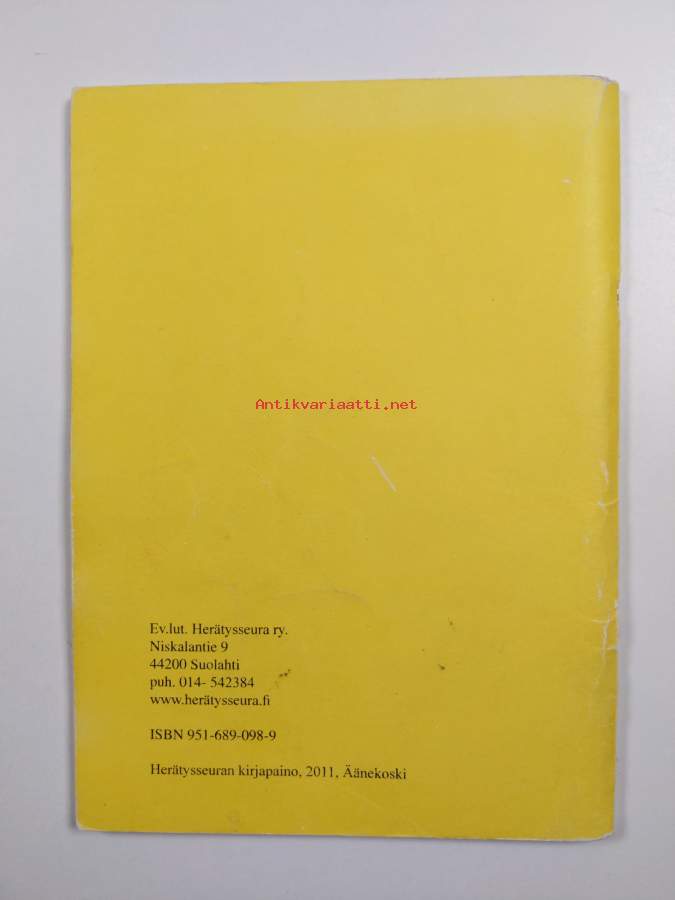 Antikvariaatti.net
Ev.lut. Herätysseura ry.
Niskalantie 9
44200 Suolahti
puh. 014- 542384
www.herätysseura.fi
ISBN 951-689-098-9
Herätysseuran kirjapaino, 2011, Äänekoski